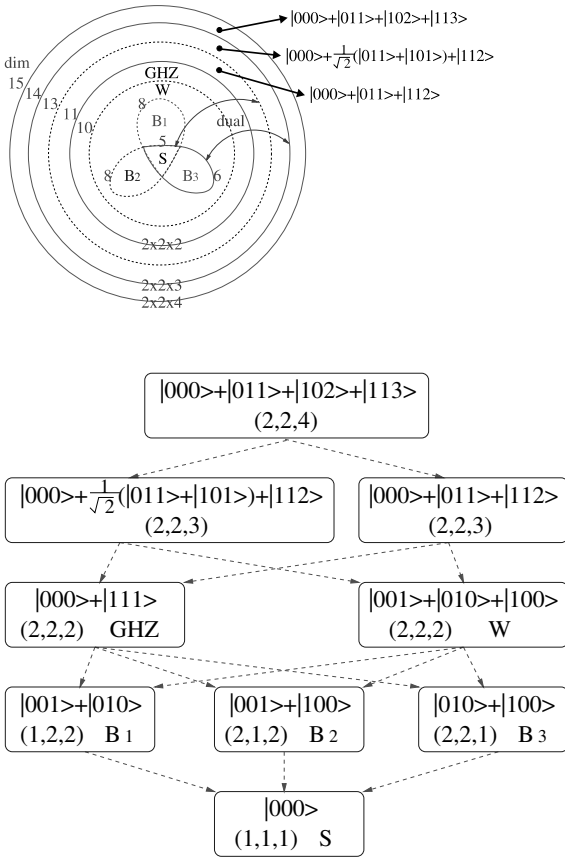 |000>+|011>+|102>+|113>
|000>+1/√2(|011>+|101>)+|112>
|000>+|011>+|112>
dim
15
14
13
11
10
GHZ
W
8
B1
dual
5
S
8
B2
B3
6
2x2x2
2x2x3
2x2x4
|000>+|011>+|102>+|113>
(2,2,4)
|000>+1/√2(|011>+|101>)+|112>
(2,2,3)
|000>+|011>+|112>
(2,2,3)
|000>+|111>
(2,2,2) GHZ
|001>+|010>+|100>
(2,2,2) W
|001>+|010>
(1,2,2) B1
|001>+|100>
(2,1,2) B2
|010>+|100>
(2,2,1) B3
|000>
(1,1,1) S